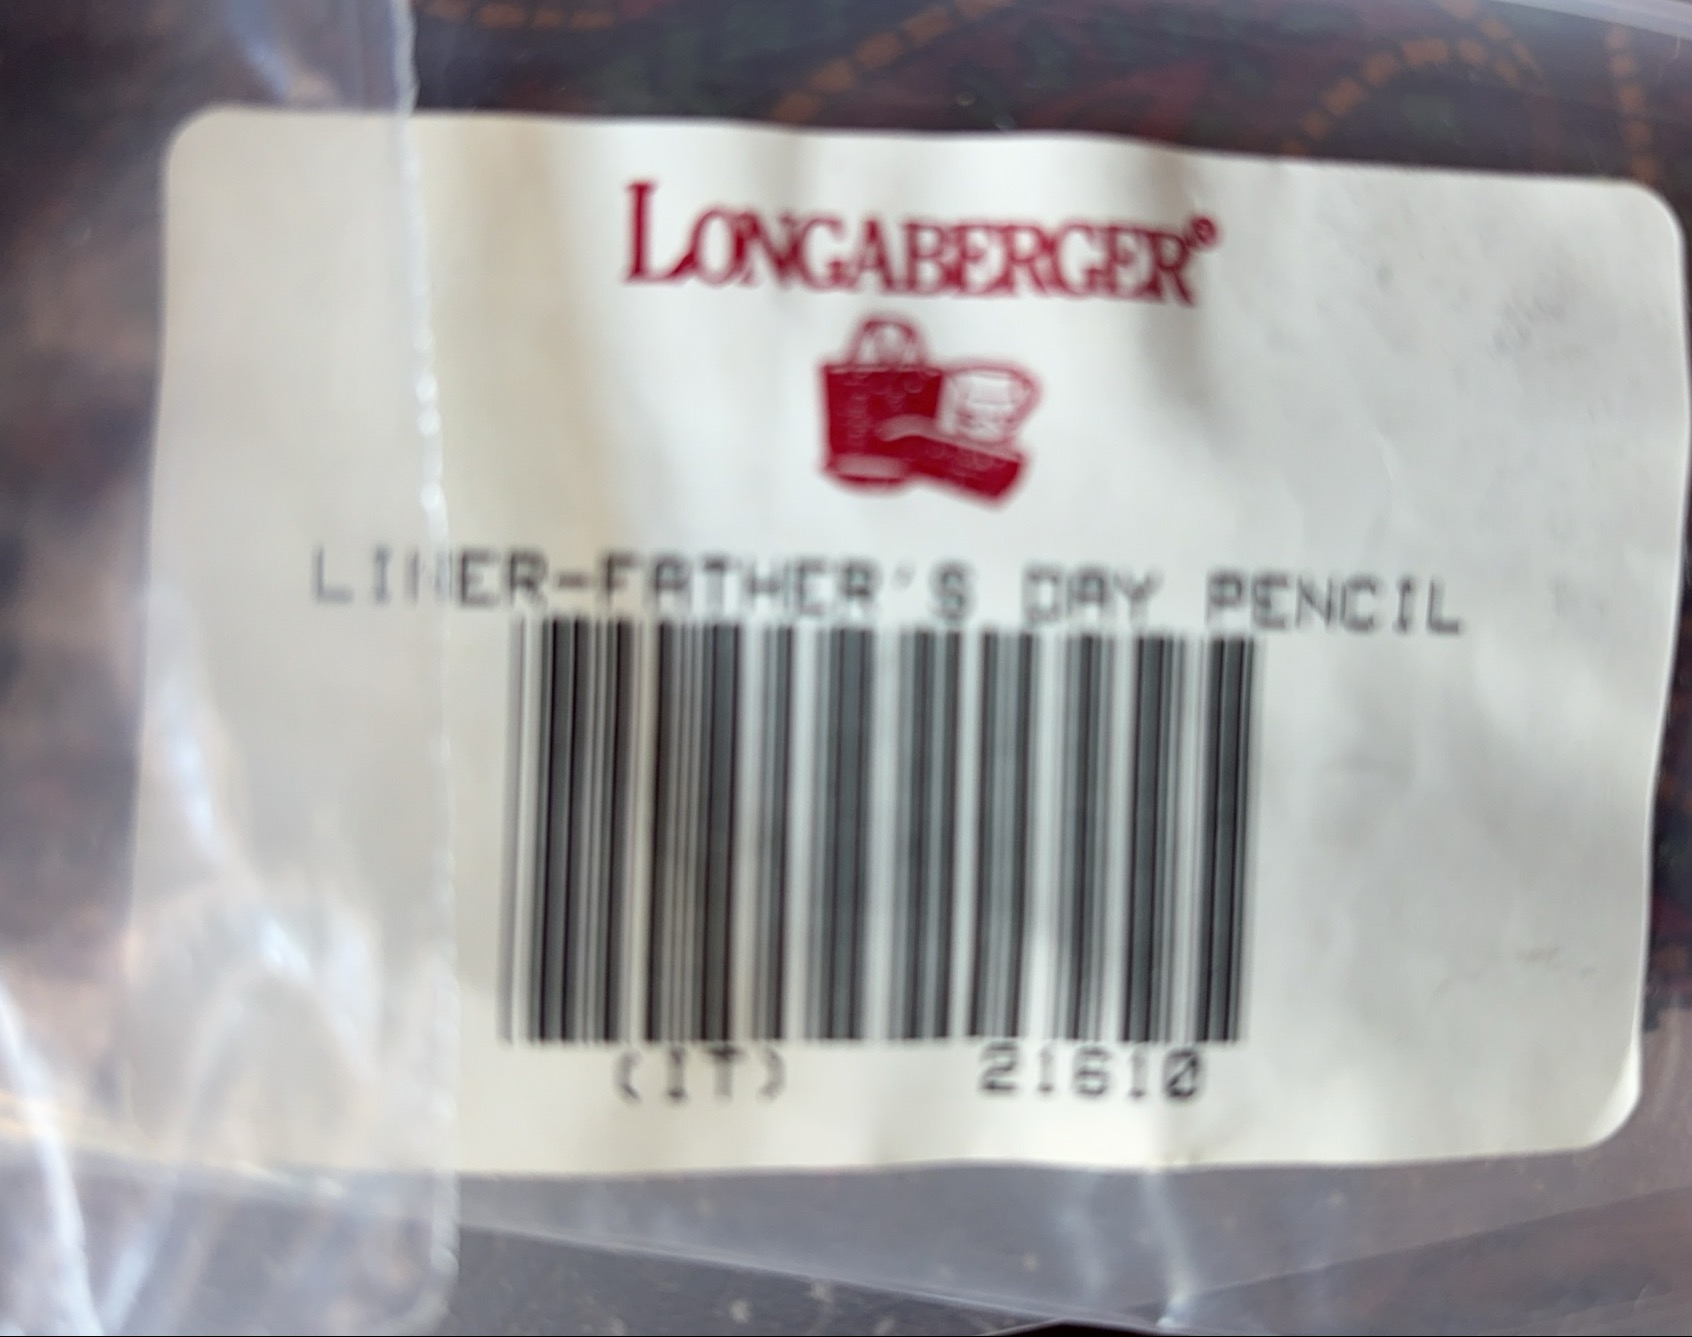 LONGABERGER®
LINER-FATHER'S DAY PENCIL
(IT) 21610